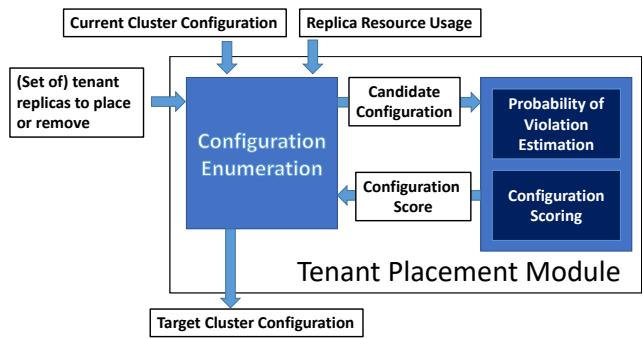 Current Cluster Configuration
Replica Resource Usage
(Set of) tenant
replicas to place
or remove
Configuration
Enumeration
Candidate
Configuration
Probability of
Violation
Estimation
Configuration
Score
Configuration
Scoring
Tenant Placement Module
Target Cluster Configuration